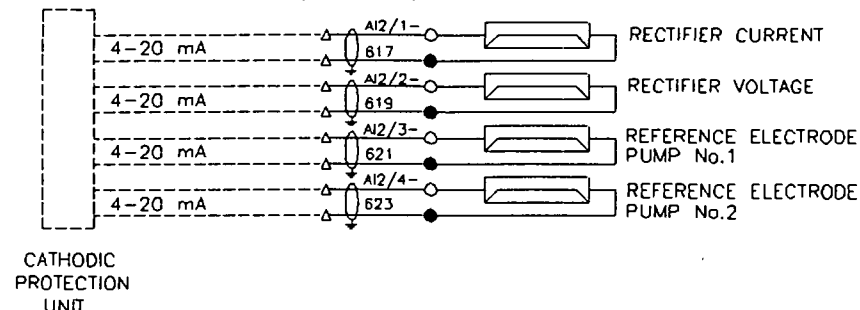 AI2/1-
4-20 mA
617
RECTIFIER CURRENT
AI2/2-
4-20 mA
619
RECTIFIER VOLTAGE
AI2/3-
4-20 mA
621
REFERENCE ELECTRODE
PUMP No.1
AI2/4-
4-20 mA
623
REFERENCE ELECTRODE
PUMP No.2
CATHODIC
PROTECTION
UNIT